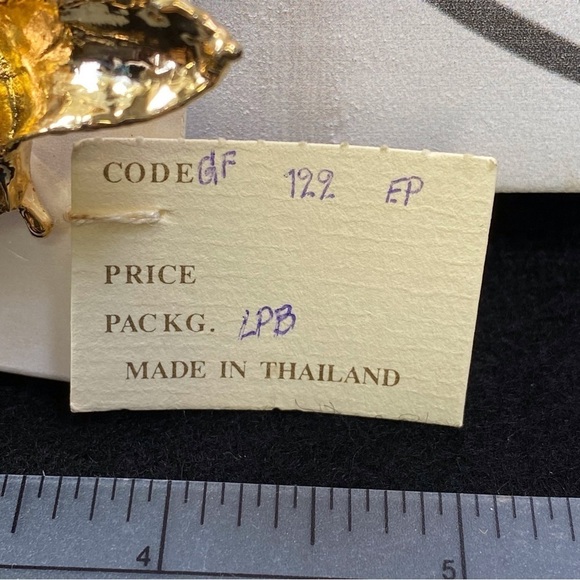 CODE GF 122 EP
PRICE
PACKG. LPB
MADE IN THAILAND
4 5